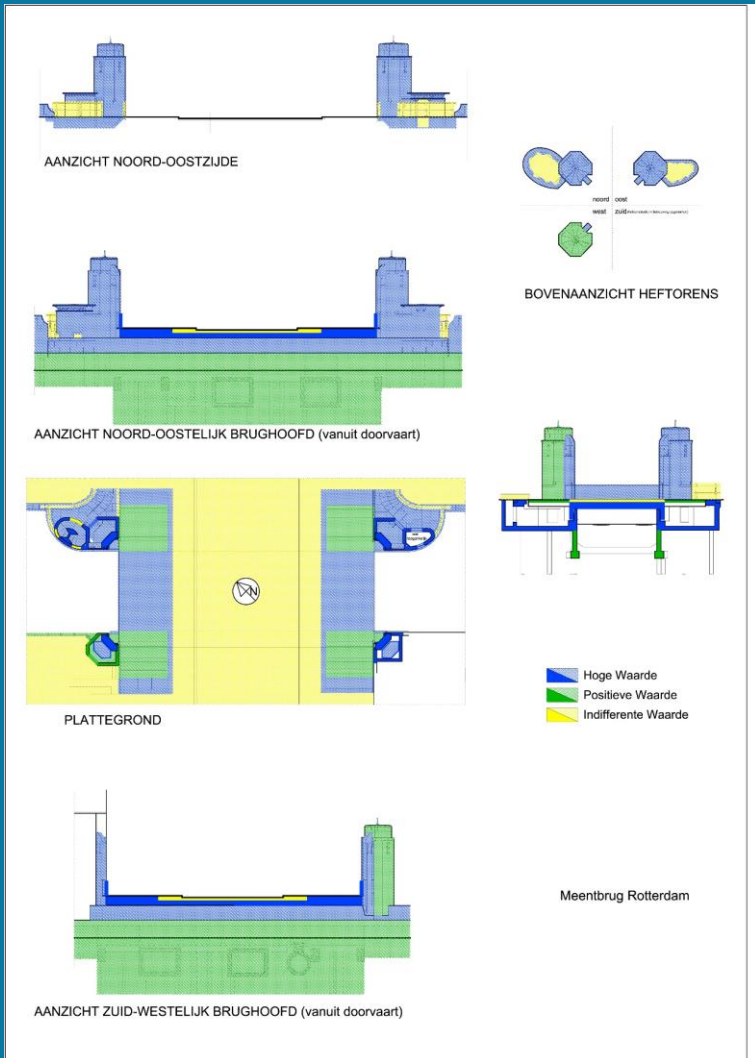 AANZICHT NOORD-OOSTZIJDE
noord oost
west zuid
BOVENAANZICHT HEFTORENS
AANZICHT NOORD-OOSTELIJK BRUGHOOFD (vanuit doorvaart)
N
PLATTEGROND
Hoge Waarde
Positieve Waarde
Indifferente Waarde
Meentbrug Rotterdam
AANZICHT ZUID-WESTELIJK BRUGHOOFD (vanuit doorvaart)